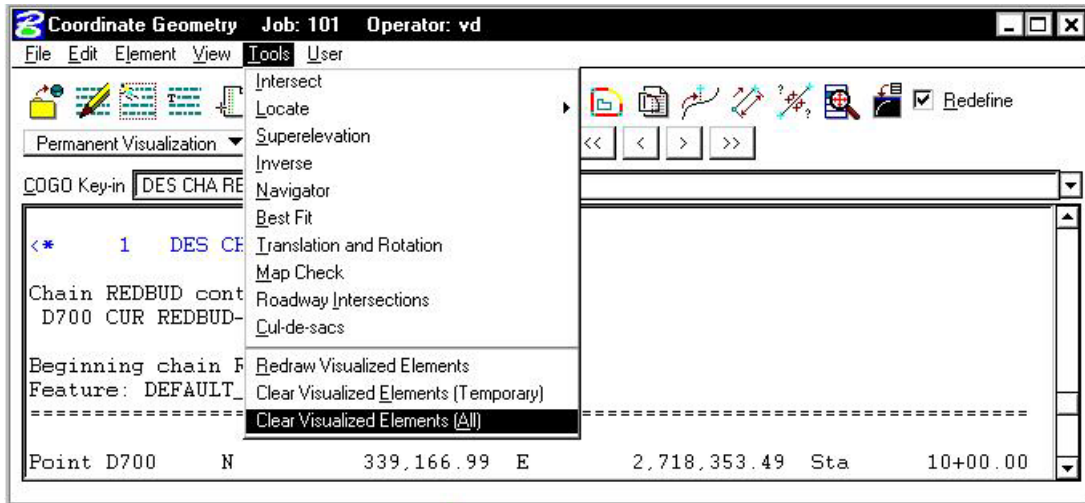 Coordinate Geometry Job: 101 Operator: vd
File Edit Element View Tools User
Intersect
Locate
Superelevation
Inverse
Navigator
Best Fit
Translation and Rotation
Map Check
Roadway Intersections
Cul-de-sacs
Redraw Visualized Elements
Clear Visualized Elements (Temporary)
Clear Visualized Elements (All)
Redefine
Permanent Visualization
<< < > >>
COGO Key-in DES CHA RE
<* 1 DES CH
Chain REDBUD cont
D700 CUR REDBUD-
Beginning chain R
Feature: DEFAULT_
Point D700 N 339,166.99 E 2,718,353.49 Sta 10+00.00